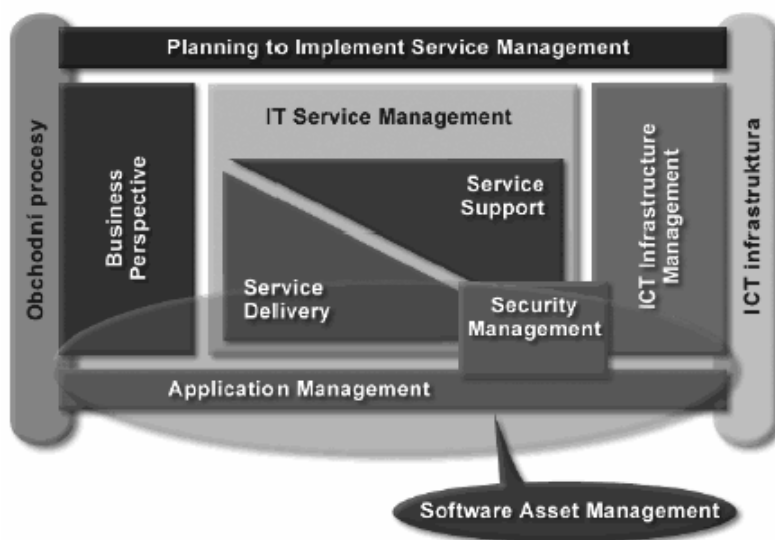 Planning to Implement Service Management
Obchodní procesy
Business
Perspective
IT Service Management
Service
Support
Service
Delivery
Security
Management
ICT Infrastructure
Management
ICT infrastruktura
Application Management
Software Asset Management